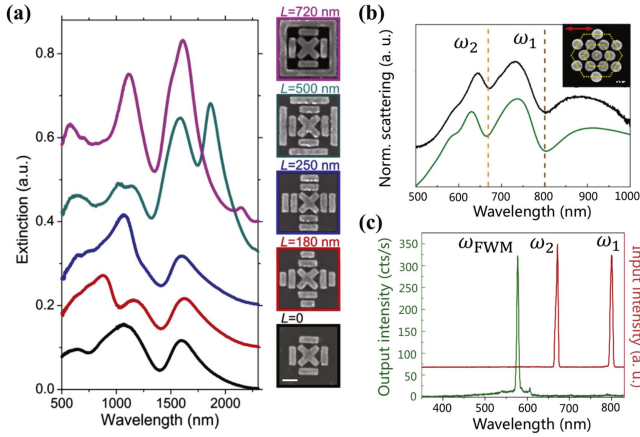 (a)
0.8
0.6
0.4
0.2
0.0
Extinction (a.u.)
500
1000
1500
2000
Wavelength (nm)
L=720 nm
L=500 nm
L=250 nm
L=180 nm
L=0
(b)
Norm. scattering (a. u.)
ω2
ω1
500
600
700
800
900
1000
Wavelength (nm)
(c)
Output intensity (cts/s)
350
300
250
200
150
100
50
0
ωFWM
ω2
ω1
Input intensity (a. u.)
400
500
600
700
800
Wavelength (nm)